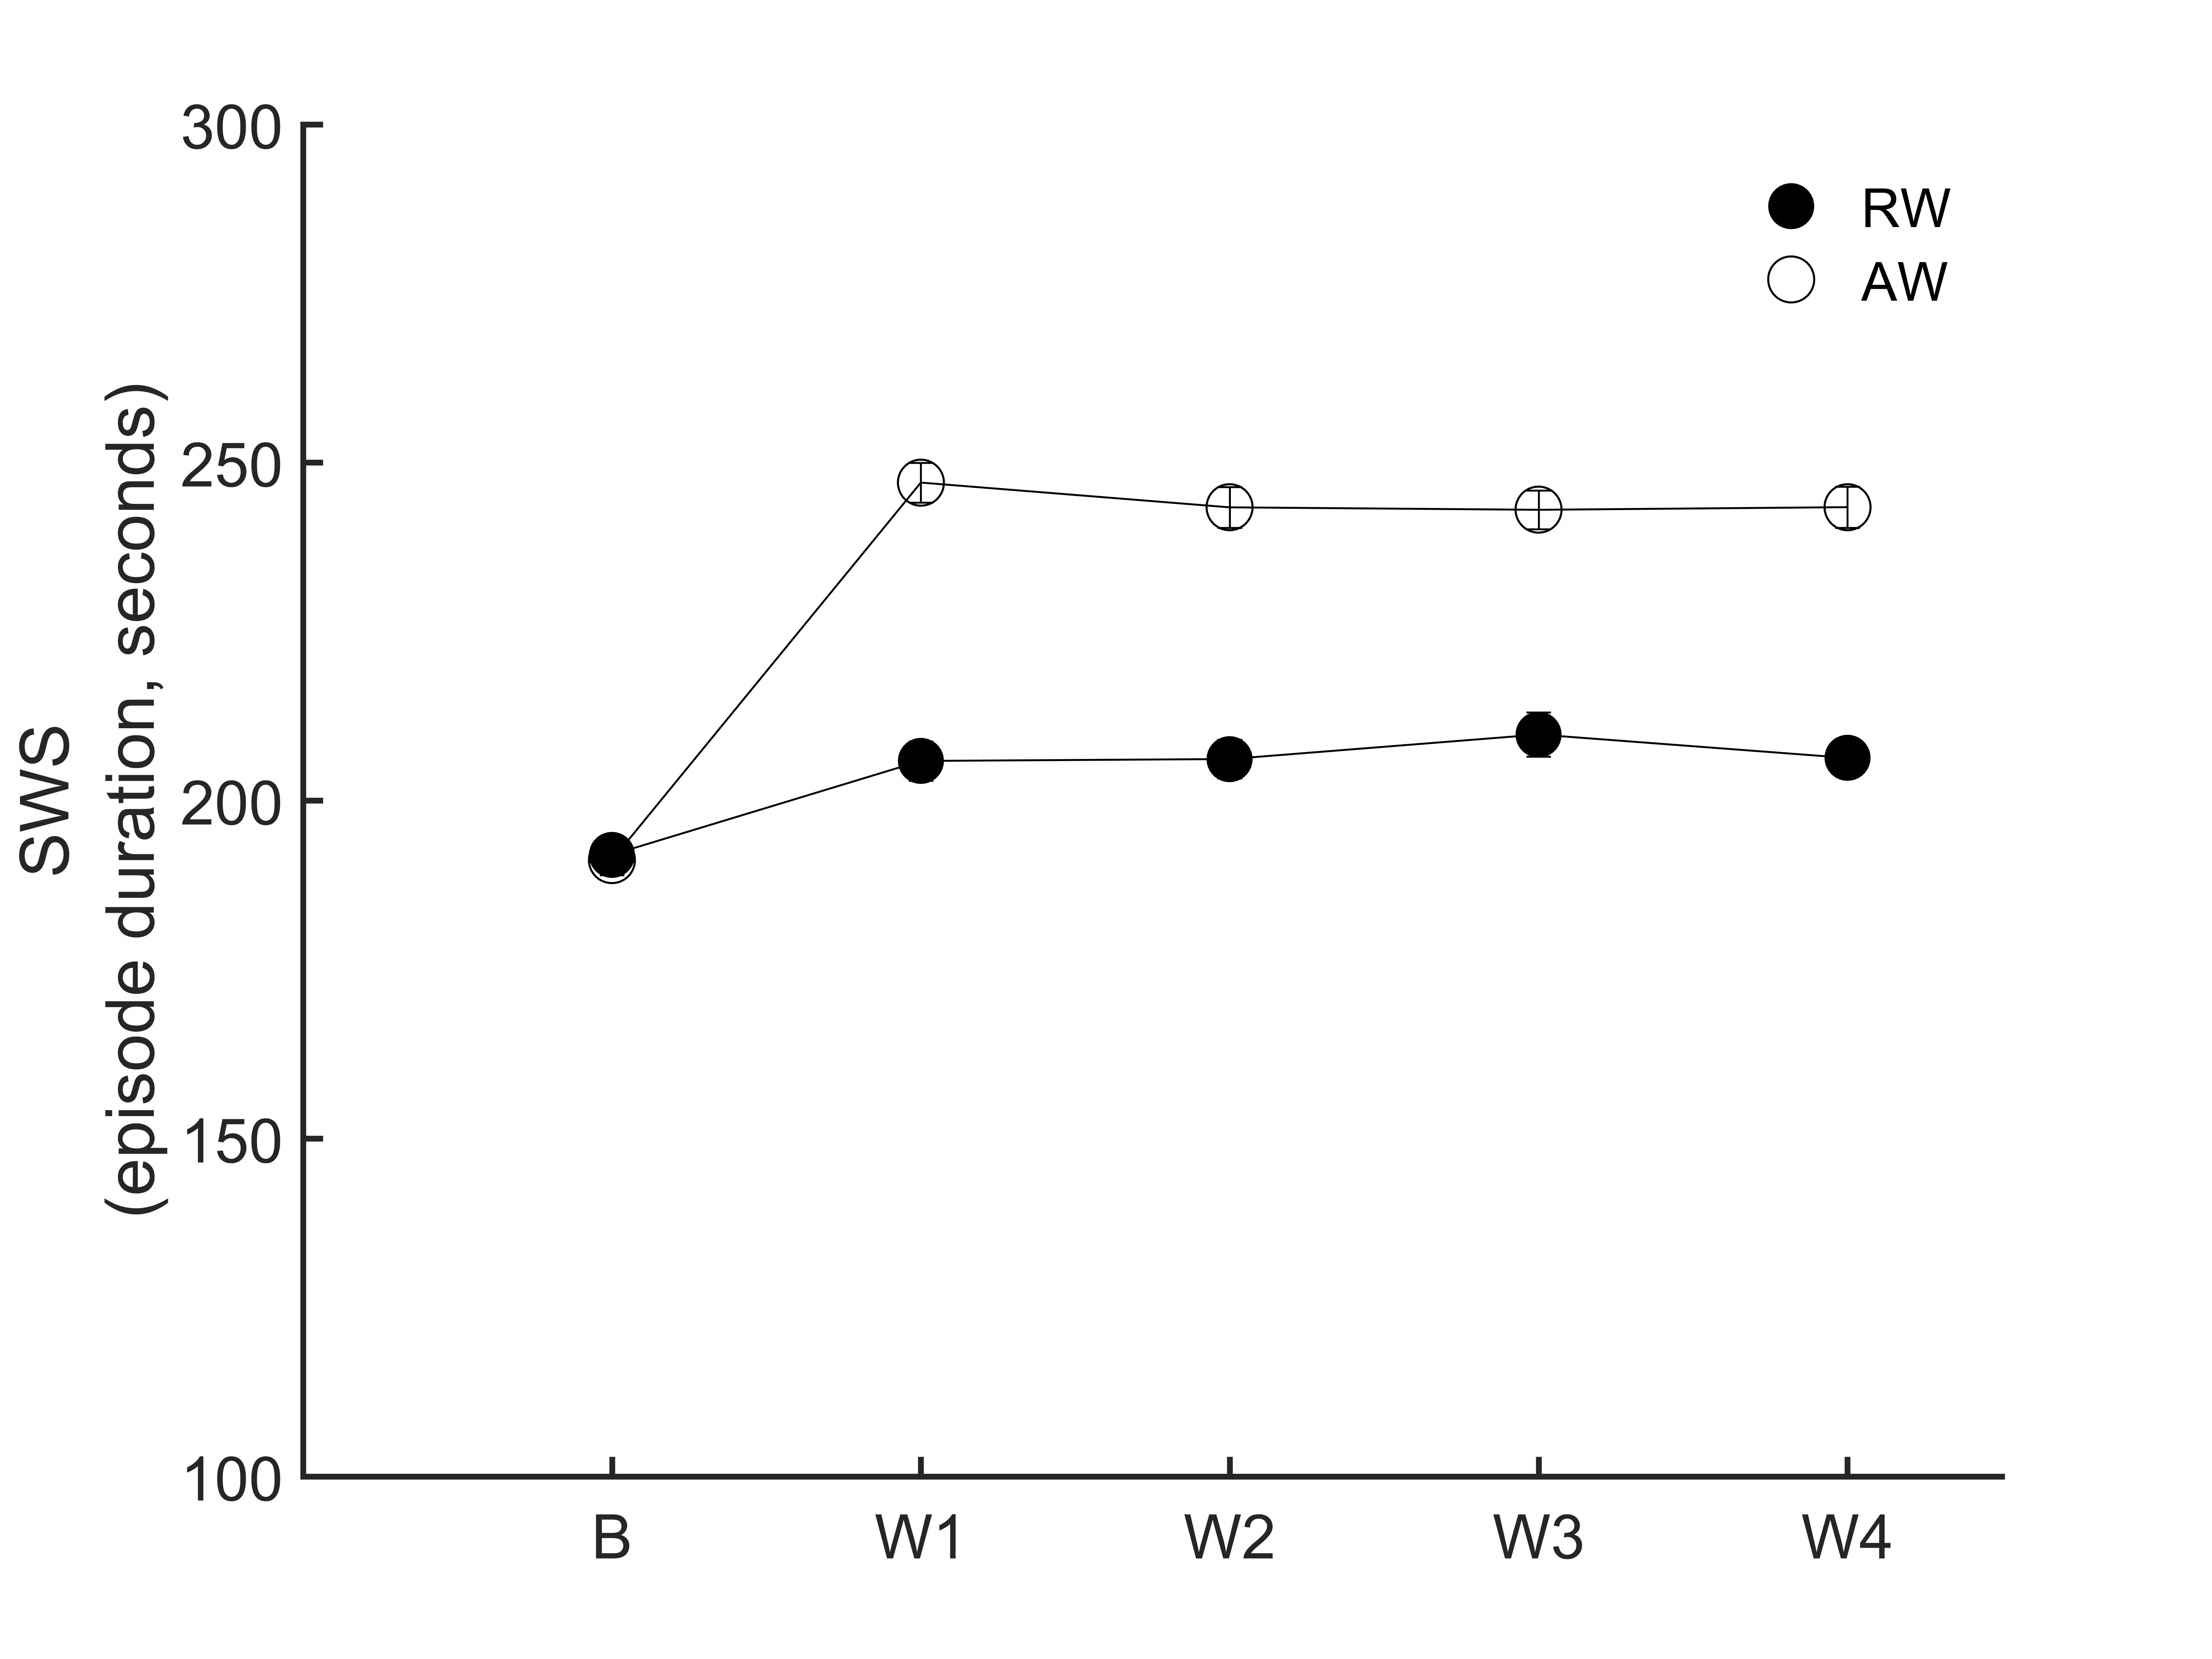 SWS
(episode duration, seconds)
300
250
200
150
100
RW
AW
B
W1
W2
W3
W4